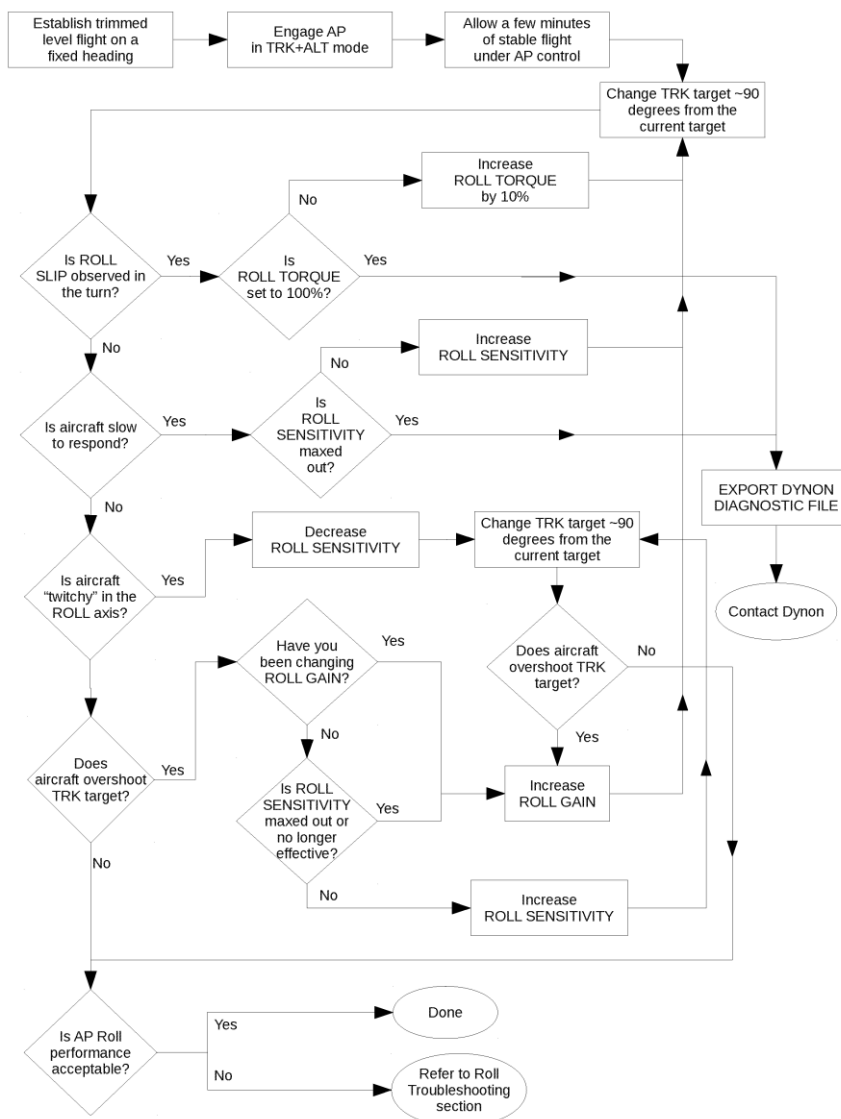 Establish trimmed
level flight on a
fixed heading
Engage AP
in TRK+ALT mode
Allow a few minutes
of stable flight
under AP control
Change TRK target ~90
degrees from the
current target
Increase
ROLL TORQUE
by 10%
No
Is ROLL
SLIP observed in
the turn?
Yes
Is
ROLL TORQUE
set to 100%?
Yes
No
Increase
ROLL SENSITIVITY
No
Is aircraft slow
to respond?
Yes
Is
ROLL
SENSITIVITY
maxed
out?
Yes
EXPORT DYNON
DIAGNOSTIC FILE
No
Decrease
ROLL SENSITIVITY
Change TRK target ~90
degrees from the
current target
Is aircraft
“twitchy” in the
ROLL axis?
Yes
Contact Dynon
Have you
been changing
ROLL GAIN?
Yes
Does aircraft
overshoot TRK
target?
No
No
Yes
Does
aircraft overshoot
TRK target?
Yes
Is ROLL
SENSITIVITY
maxed out or
no longer
effective?
Yes
Increase
ROLL GAIN
No
No
Increase
ROLL SENSITIVITY
Is AP Roll
performance
acceptable?
Yes
Done
No
Refer to Roll
Troubleshooting
section